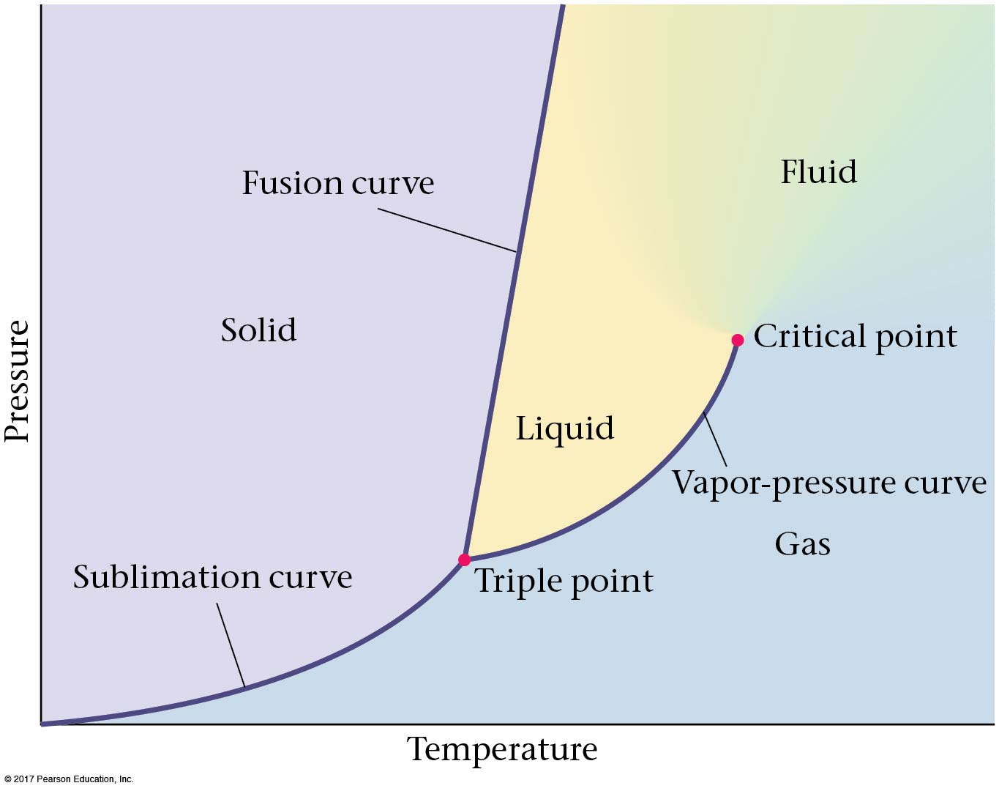 Fluid
Fusion curve
Solid
Critical point
Pressure
Liquid
Vapor-pressure curve
Gas
Sublimation curve
Triple point
Temperature
© 2017 Pearson Education, Inc.